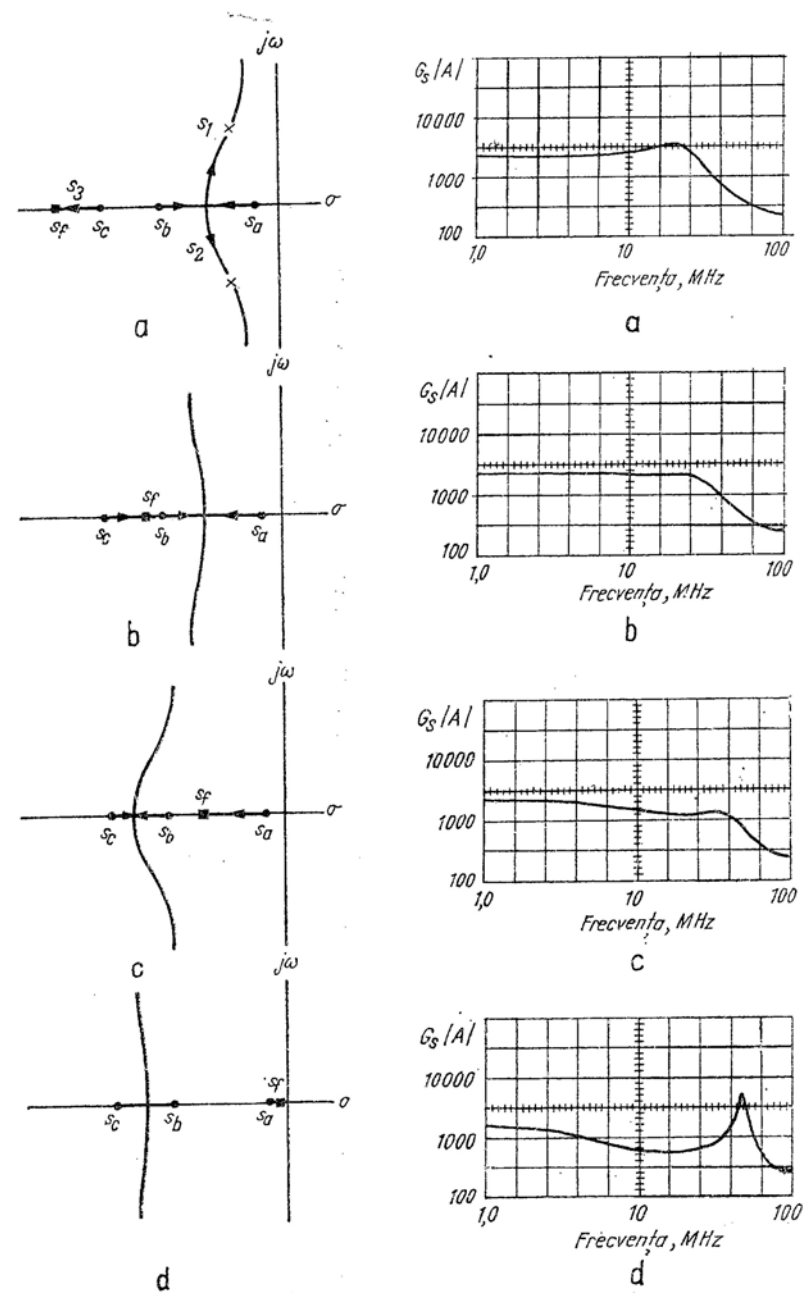 jω
s1
σ
s3
sf
sc
sb
sa
s2
a
jω
σ
sf
sc
sb
sa
b
jω
σ
sf
sc
sb
sa
c
jω
σ
sf
sc
sb
sa
d
Gs/A/
10000
1000
100
1,0
10
100
Frecvența, MHz
a
Gs/A/
10000
1000
100
1,0
10
100
Frecvența, MHz
b
Gs/A/
10000
1000
100
1,0
10
100
Frecvența, MHz
c
Gs/A/
10000
1000
100
1,0
10
100
Frecvența, MHz
d